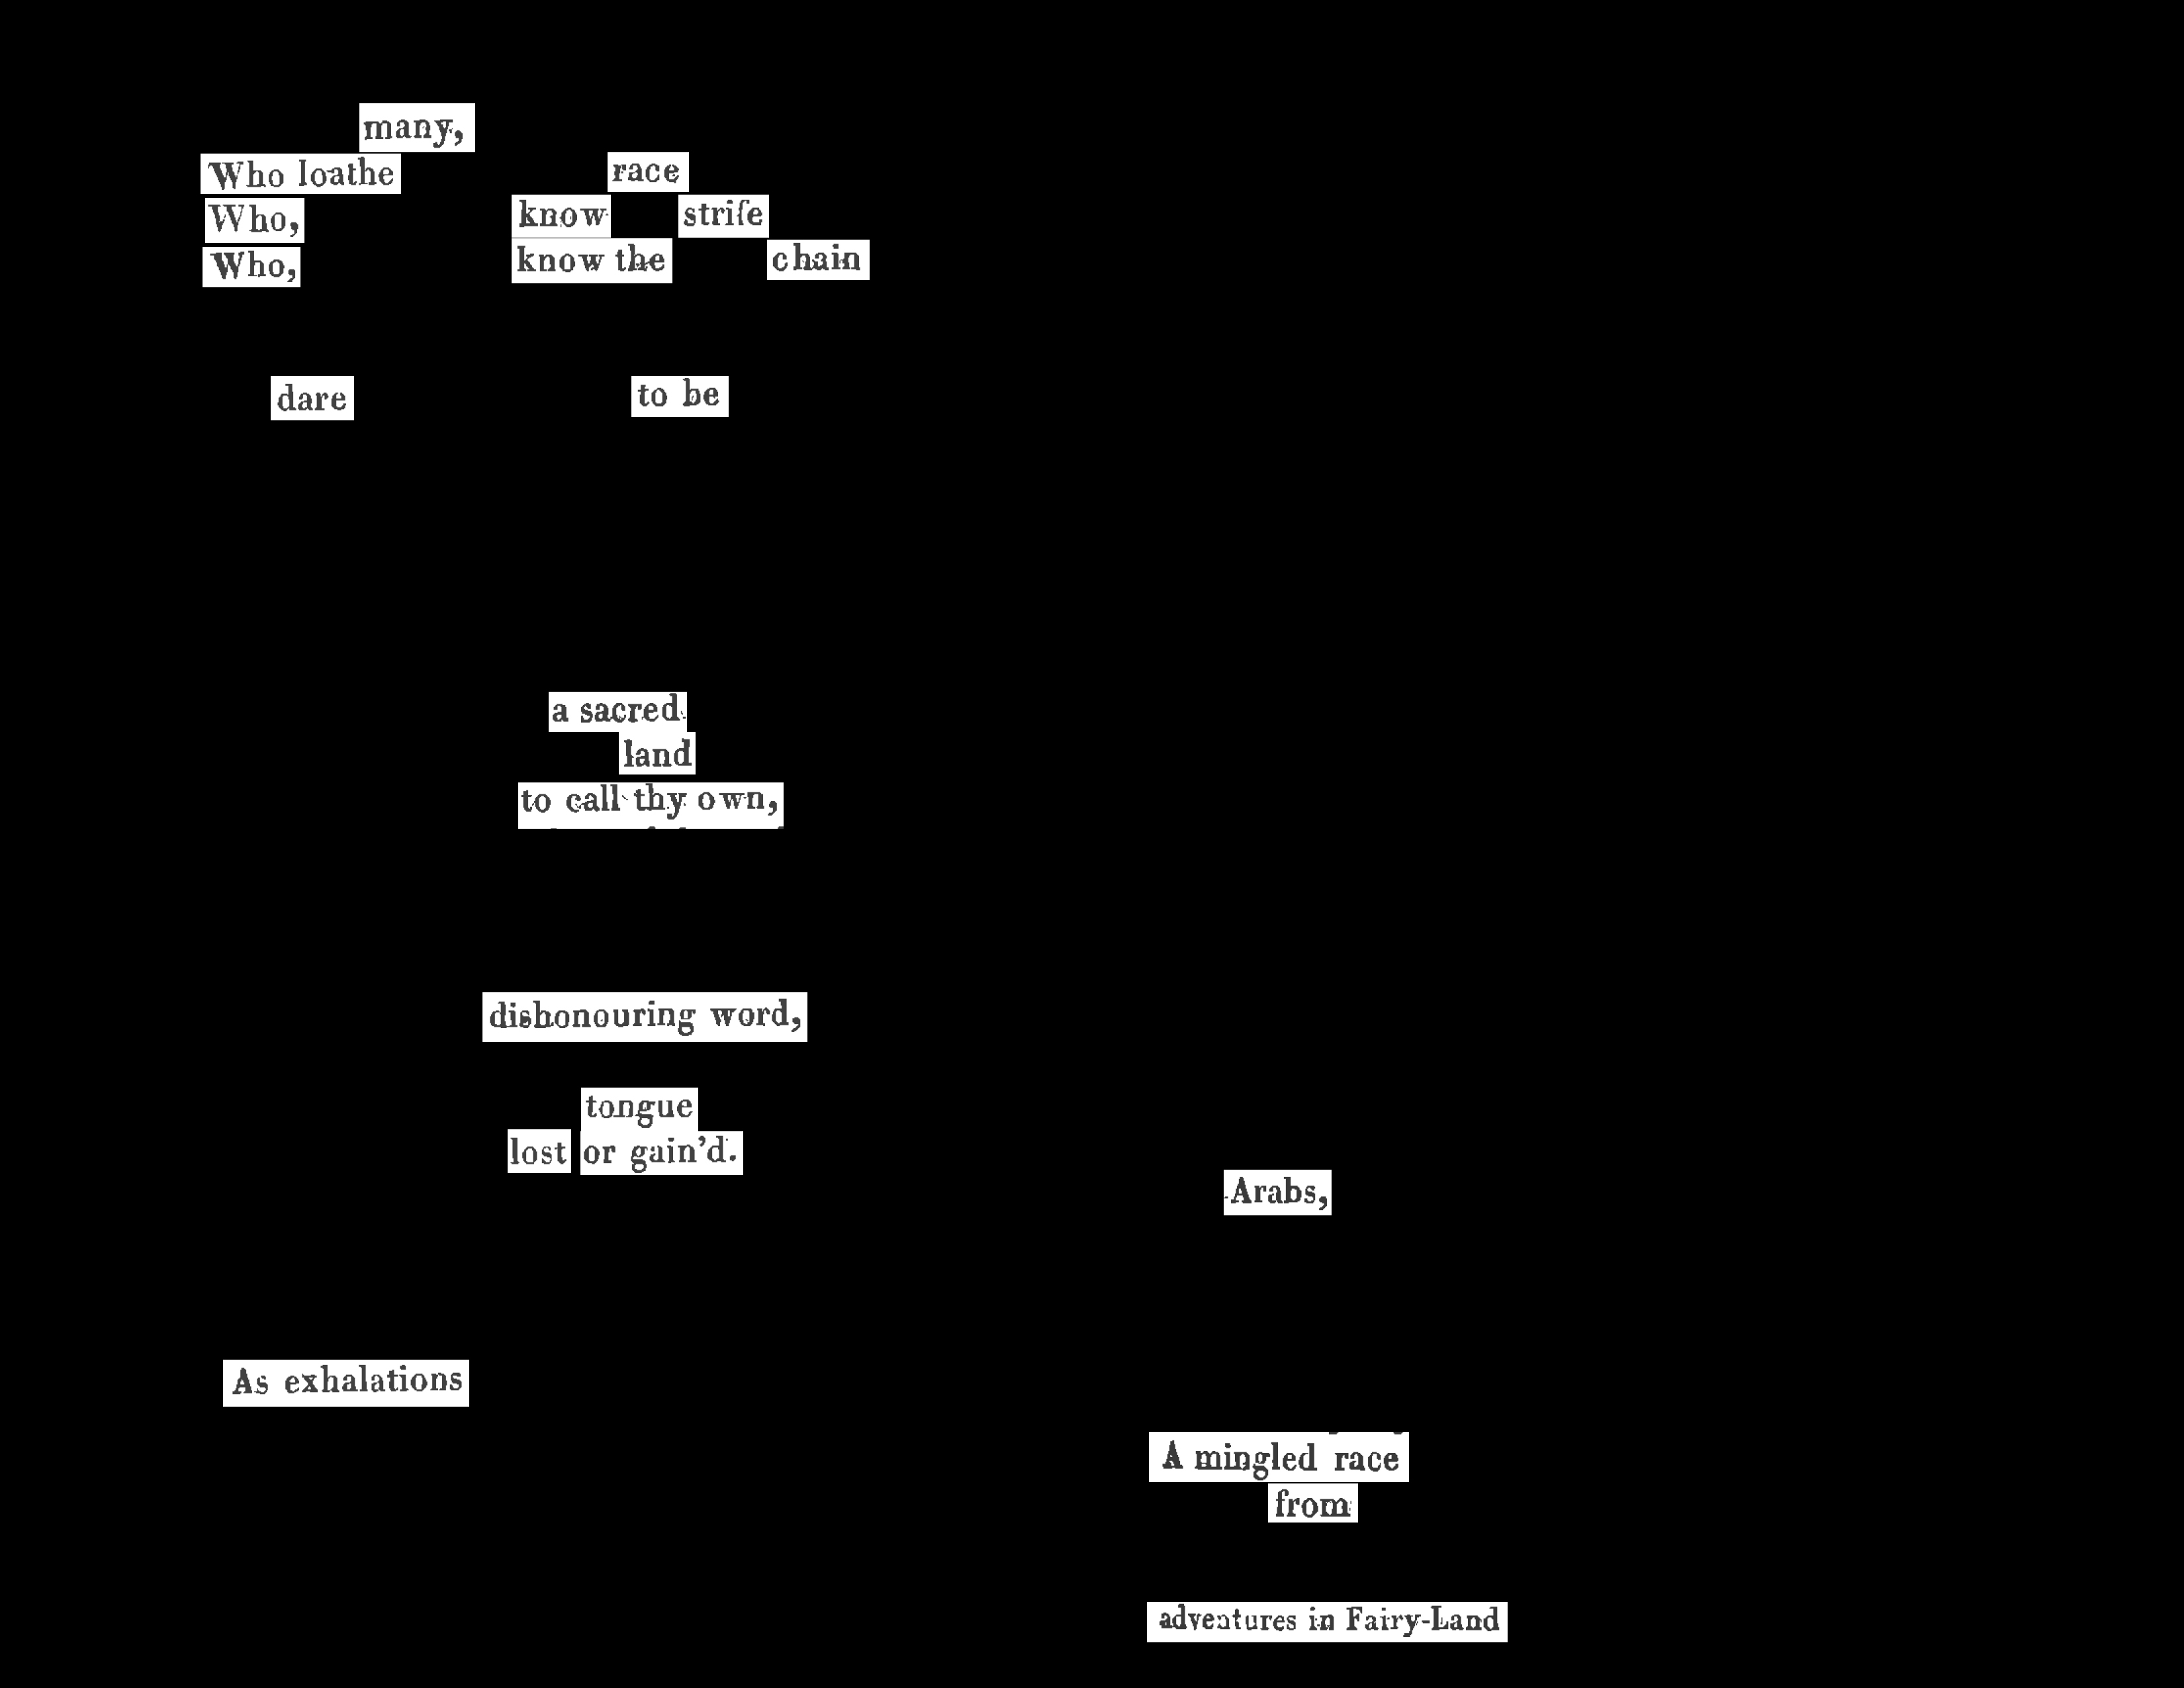 many,
Who loathe race
Who, know strife
Who, know the chain
dare to be
a sacred
land
to call thy own,
dishonouring word,
tongue
lost or gain'd.
Arabs,
As exhalations
A mingled race
from
adventures in Fairy-Land